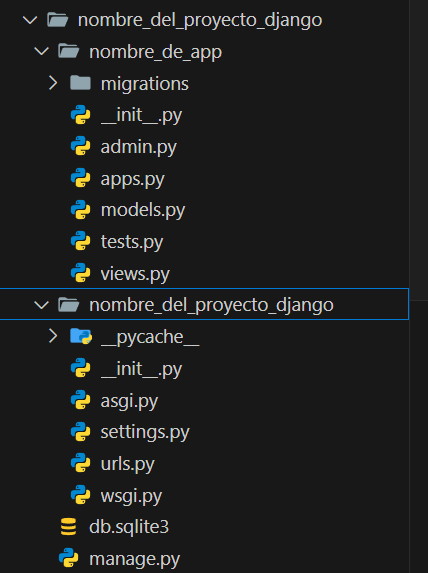 nombre_del_proyecto_django
nombre_de_app
migrations
__init__.py
admin.py
apps.py
models.py
tests.py
views.py
nombre_del_proyecto_django
__pycache__
__init__.py
asgi.py
settings.py
urls.py
wsgi.py
db.sqlite3
manage.py